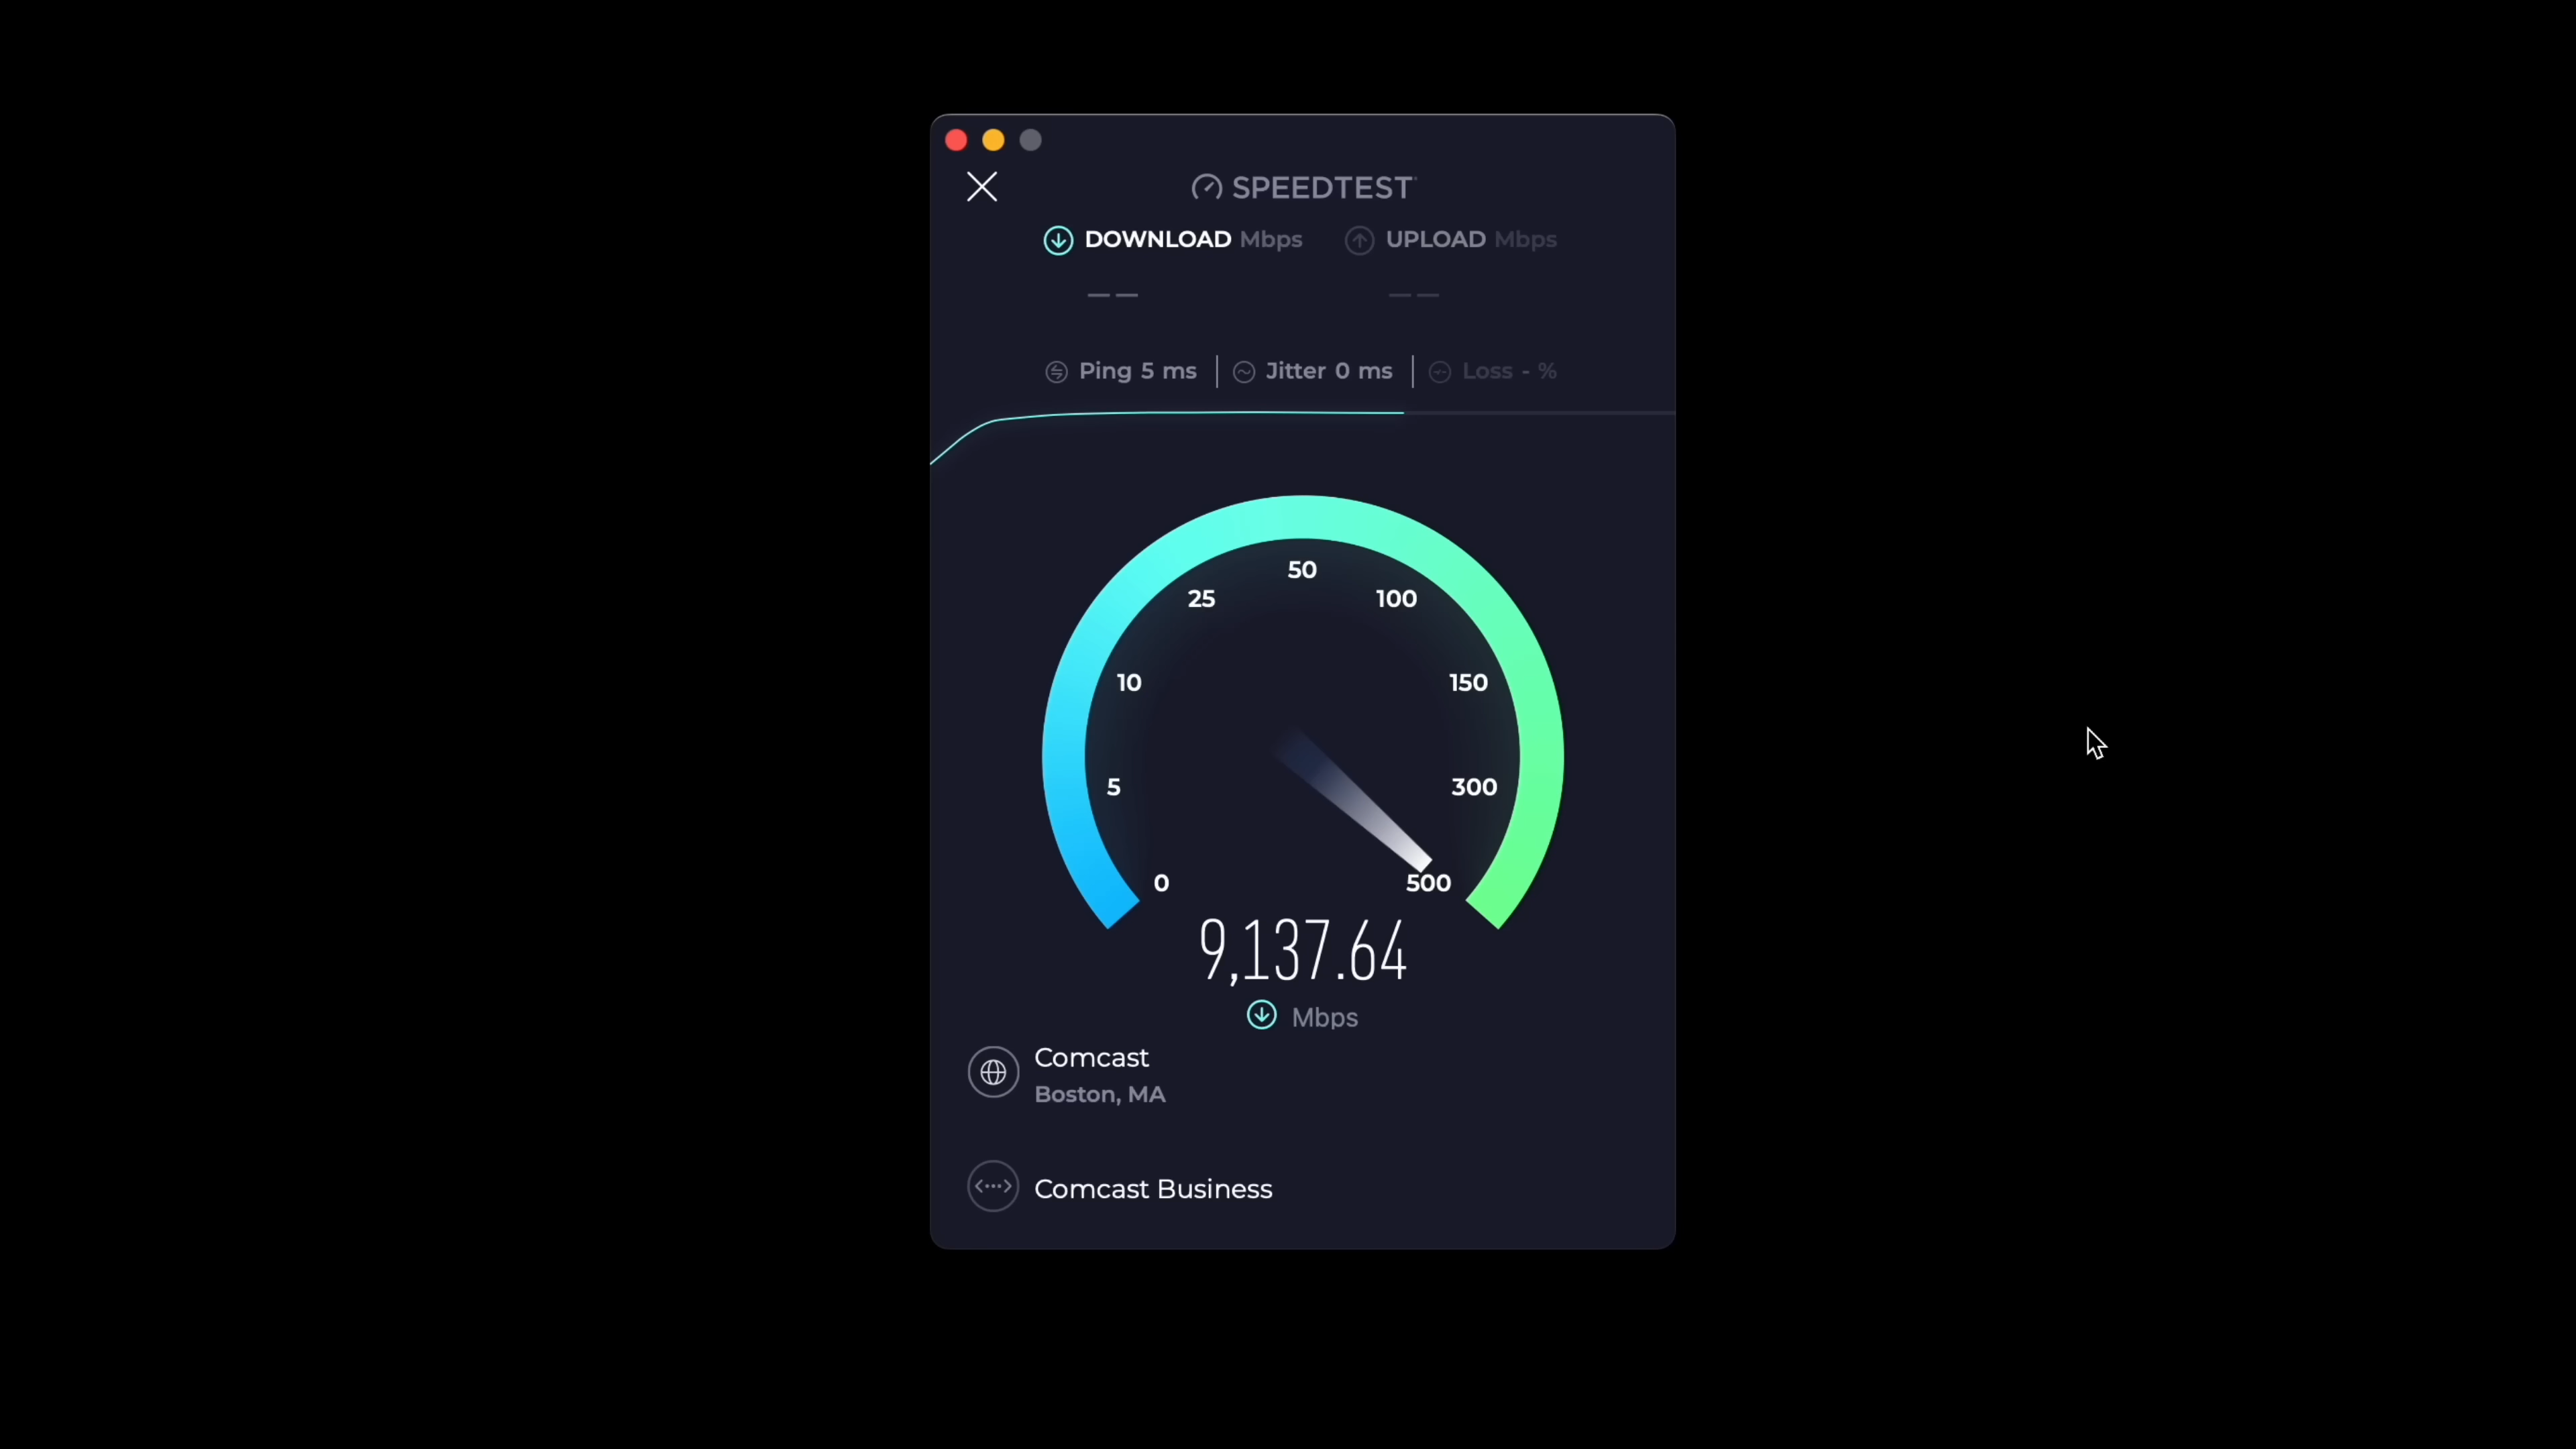 SPEEDTEST
DOWNLOAD Mbps UPLOAD Mbps
— — — —
Ping 5 ms Jitter 0 ms Loss - %
50
25 100
10 150
5 300
0 500
9,137.64
Mbps
Comcast
Boston, MA
Comcast Business